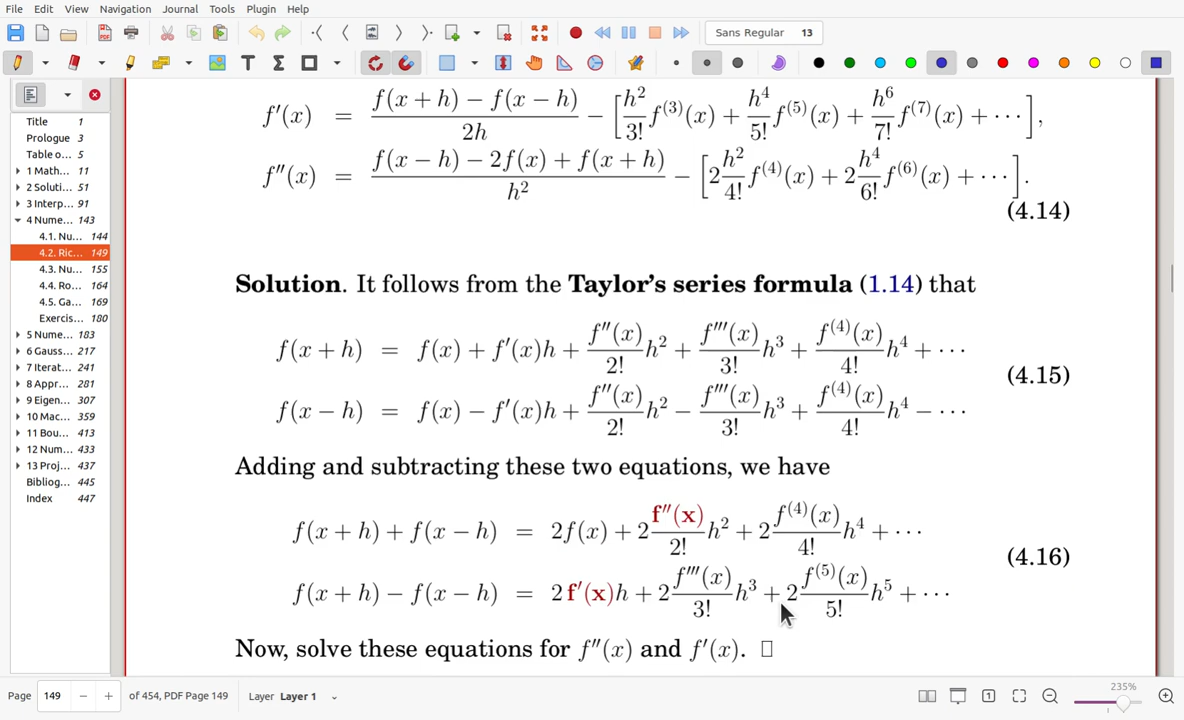 File Edit View Navigation Journal Tools Plugin Help
Sans Regular 13
Title 1
Prologue 3
Table o... 5
1 Math... 11
2 Soluti... 51
3 Interp... 91
4 Nume... 143
4.1. Nu... 144
4.2. Ric... 149
4.3. Nu... 155
4.4. Ro... 164
4.5. Ga... 169
Exercis... 180
5 Nume... 183
6 Gauss... 217
7 Iterat... 241
8 Appr... 281
9 Eigen... 307
10 Mac... 359
11 Bou... 413
12 Num... 433
13 Proj... 437
Bibliog... 445
Index 447
f′(x) = (f(x + h) − f(x − h))/2h − [h²/3! f⁽³⁾(x) + h⁴/5! f⁽⁵⁾(x) + h⁶/7! f⁽⁷⁾(x) + ⋯],
f″(x) = (f(x − h) − 2f(x) + f(x + h))/h² − [2 h²/4! f⁽⁴⁾(x) + 2 h⁴/6! f⁽⁶⁾(x) + ⋯].
(4.14)
Solution. It follows from the Taylor's series formula (1.14) that
f(x + h) = f(x) + f′(x)h + f″(x)/2! h² + f‴(x)/3! h³ + f⁽⁴⁾(x)/4! h⁴ + ⋯
(4.15)
f(x − h) = f(x) − f′(x)h + f″(x)/2! h² − f‴(x)/3! h³ + f⁽⁴⁾(x)/4! h⁴ − ⋯
Adding and subtracting these two equations, we have
f(x + h) + f(x − h) = 2f(x) + 2 f″(x)/2! h² + 2 f⁽⁴⁾(x)/4! h⁴ + ⋯
(4.16)
f(x + h) − f(x − h) = 2 f′(x)h + 2 f‴(x)/3! h³ + 2 f⁽⁵⁾(x)/5! h⁵ + ⋯
Now, solve these equations for f″(x) and f′(x). □
Page 149 − + of 454, PDF Page 149 Layer Layer 1 235%